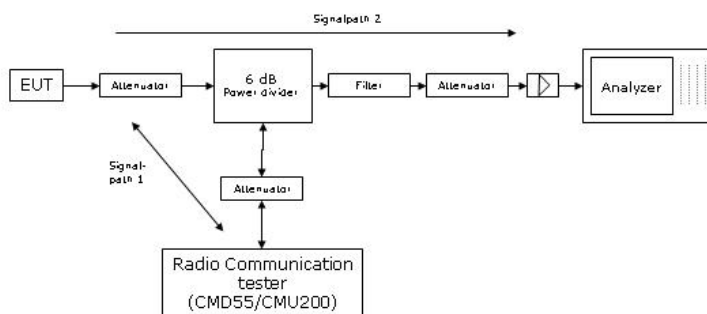 Signalpath 2
EUT
Attenuator
6 dB
Power divider
Filter
Attenuator
Analyzer
Signal-
path 1
Attenuator
Radio Communication
tester
(CMD55/CMU200)